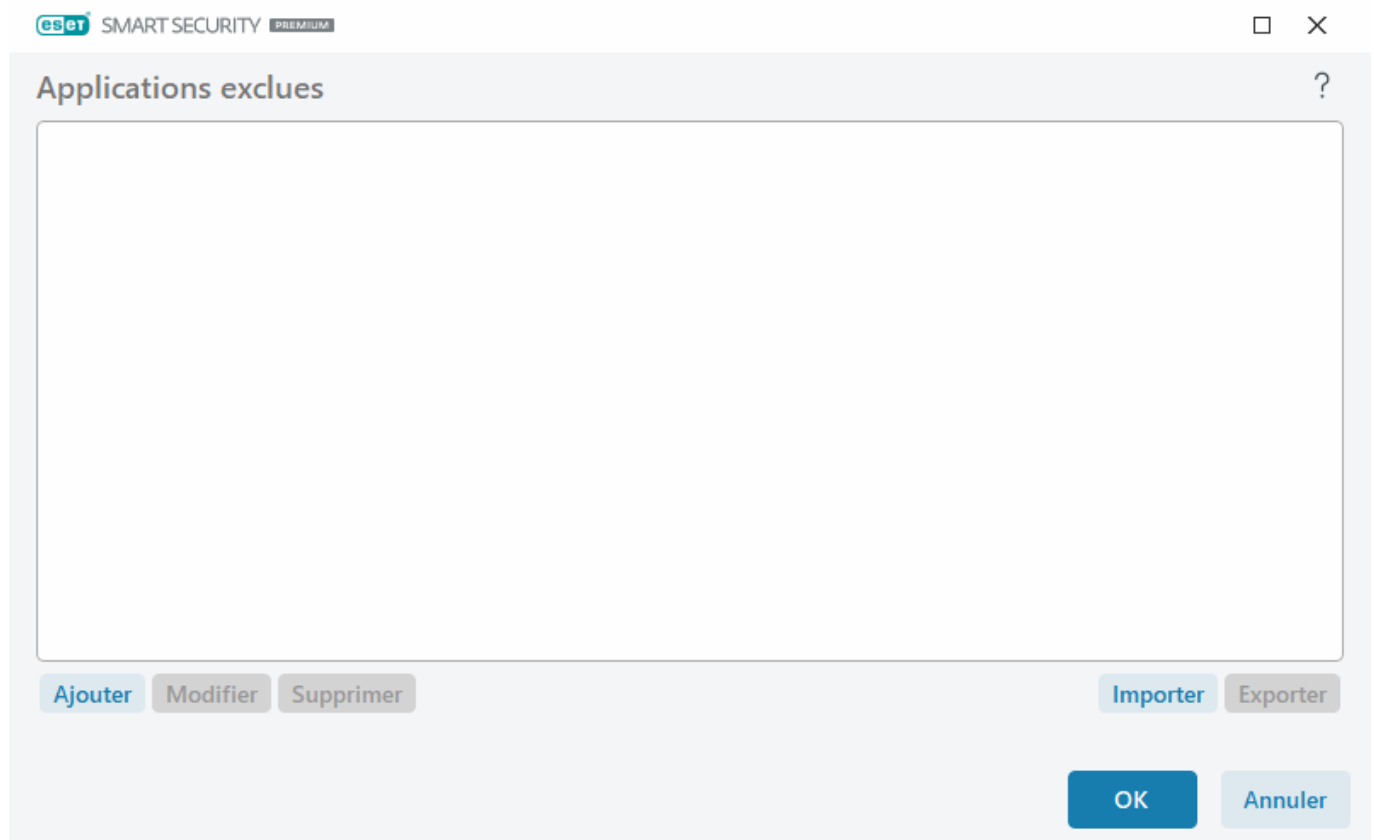 eset SMART SECURITY PREMIUM
Applications exclues ?
Ajouter Modifier Supprimer Importer Exporter
OK Annuler